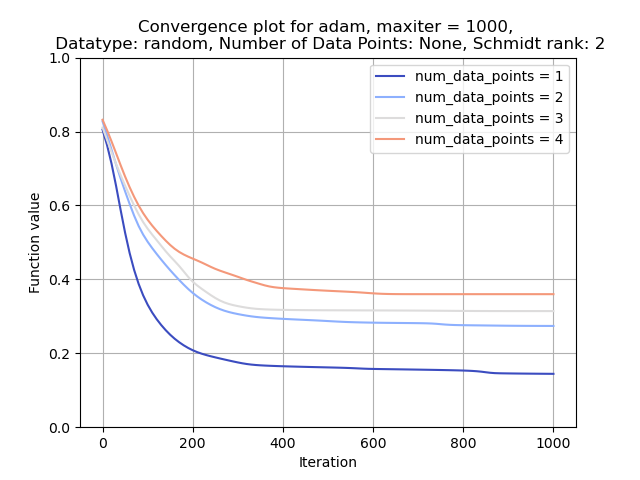 Convergence plot for adam, maxiter = 1000,
Datatype: random, Number of Data Points: None, Schmidt rank: 2
num_data_points = 1
num_data_points = 2
num_data_points = 3
num_data_points = 4
Function value
1.0
0.8
0.6
0.4
0.2
0.0
0 200 400 600 800 1000
Iteration